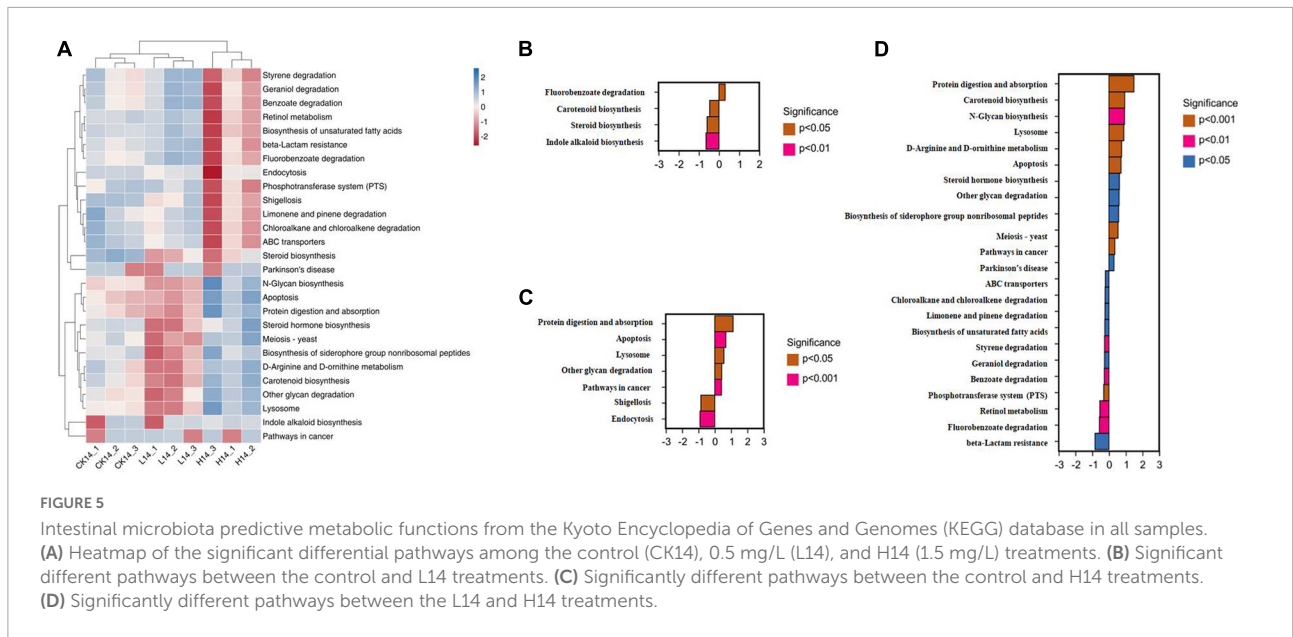 A
2
1
0
-1
-2
Styrene degradation
Geraniol degradation
Benzoate degradation
Retinol metabolism
Biosynthesis of unsaturated fatty acids
beta-Lactam resistance
Fluorobenzoate degradation
Endocytosis
Phosphotransferase system (PTS)
Shigellosis
Limonene and pinene degradation
Chloroalkane and chloroalkene degradation
ABC transporters
Steroid biosynthesis
Parkinson's disease
N-Glycan biosynthesis
Apoptosis
Protein digestion and absorption
Steroid hormone biosynthesis
Meiosis - yeast
Biosynthesis of siderophore group nonribosomal peptides
D-Arginine and D-ornithine metabolism
Carotenoid biosynthesis
Other glycan degradation
Lysosome
Indole alkaloid biosynthesis
Pathways in cancer
CK14_1
CK14_2
CK14_3
L14_1
L14_2
L14_3
H14_3
H14_1
H14_2
B
Fluorobenzoate degradation
Carotenoid biosynthesis
Steroid biosynthesis
Indole alkaloid biosynthesis
-3 -2 -1 0 1 2
Significance
p<0.05
p<0.01
C
Protein digestion and absorption
Apoptosis
Lysosome
Other glycan degradation
Pathways in cancer
Shigellosis
Endocytosis
-3 -2 -1 0 1 2 3
Significance
p<0.05
p<0.001
D
Protein digestion and absorption
Carotenoid biosynthesis
N-Glycan biosynthesis
Lysosome
D-Arginine and D-ornithine metabolism
Apoptosis
Steroid hormone biosynthesis
Other glycan degradation
Biosynthesis of siderophore group nonribosomal peptides
Meiosis - yeast
Pathways in cancer
Parkinson's disease
ABC transporters
Chloroalkane and chloroalkene degradation
Limonene and pinene degradation
Biosynthesis of unsaturated fatty acids
Styrene degradation
Geraniol degradation
Benzoate degradation
Phosphotransferase system (PTS)
Retinol metabolism
Fluorobenzoate degradation
beta-Lactam resistance
-3 -2 -1 0 1 2 3
Significance
p<0.001
p<0.01
p<0.05
FIGURE 5
Intestinal microbiota predictive metabolic functions from the Kyoto Encyclopedia of Genes and Genomes (KEGG) database in all samples.
(A) Heatmap of the significant differential pathways among the control (CK14), 0.5 mg/L (L14), and H14 (1.5 mg/L) treatments. (B) Significant
different pathways between the control and L14 treatments. (C) Significantly different pathways between the control and H14 treatments.
(D) Significantly different pathways between the L14 and H14 treatments.